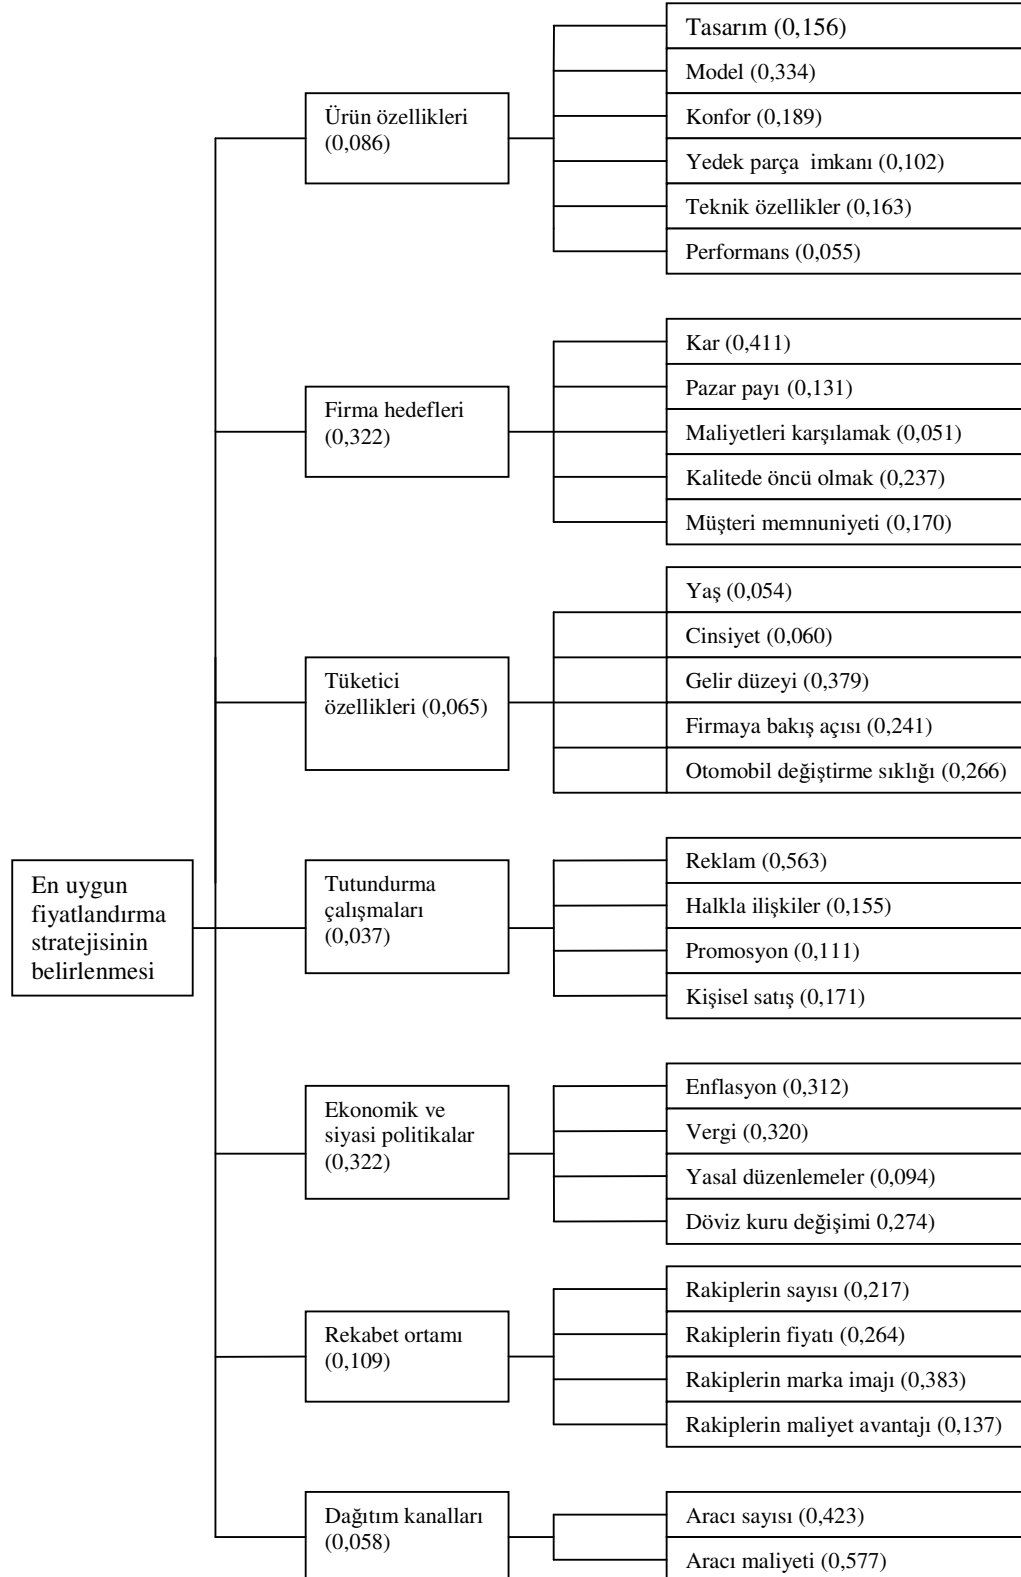 En uygun
fiyatlandırma
stratejisinin
belirlenmesi
Ürün özellikleri
(0,086)
Tasarım (0,156)
Model (0,334)
Konfor (0,189)
Yedek parça  imkanı (0,102)
Teknik özellikler (0,163)
Performans (0,055)
Firma hedefleri
(0,322)
Kar (0,411)
Pazar payı (0,131)
Maliyetleri karşılamak (0,051)
Kalitede öncü olmak (0,237)
Müşteri memnuniyeti (0,170)
Tüketici
özellikleri (0,065)
Yaş (0,054)
Cinsiyet (0,060)
Gelir düzeyi (0,379)
Firmaya bakış açısı (0,241)
Otomobil değiştirme sıklığı (0,266)
Tutundurma
çalışmaları
(0,037)
Reklam (0,563)
Halkla ilişkiler (0,155)
Promosyon (0,111)
Kişisel satış (0,171)
Ekonomik ve
siyasi politikalar
(0,322)
Enflasyon (0,312)
Vergi (0,320)
Yasal düzenlemeler (0,094)
Döviz kuru değişimi 0,274)
Rekabet ortamı
(0,109)
Rakiplerin sayısı (0,217)
Rakiplerin fiyatı (0,264)
Rakiplerin marka imajı (0,383)
Rakiplerin maliyet avantajı (0,137)
Dağıtım kanalları
(0,058)
Aracı sayısı (0,423)
Aracı maliyeti (0,577)